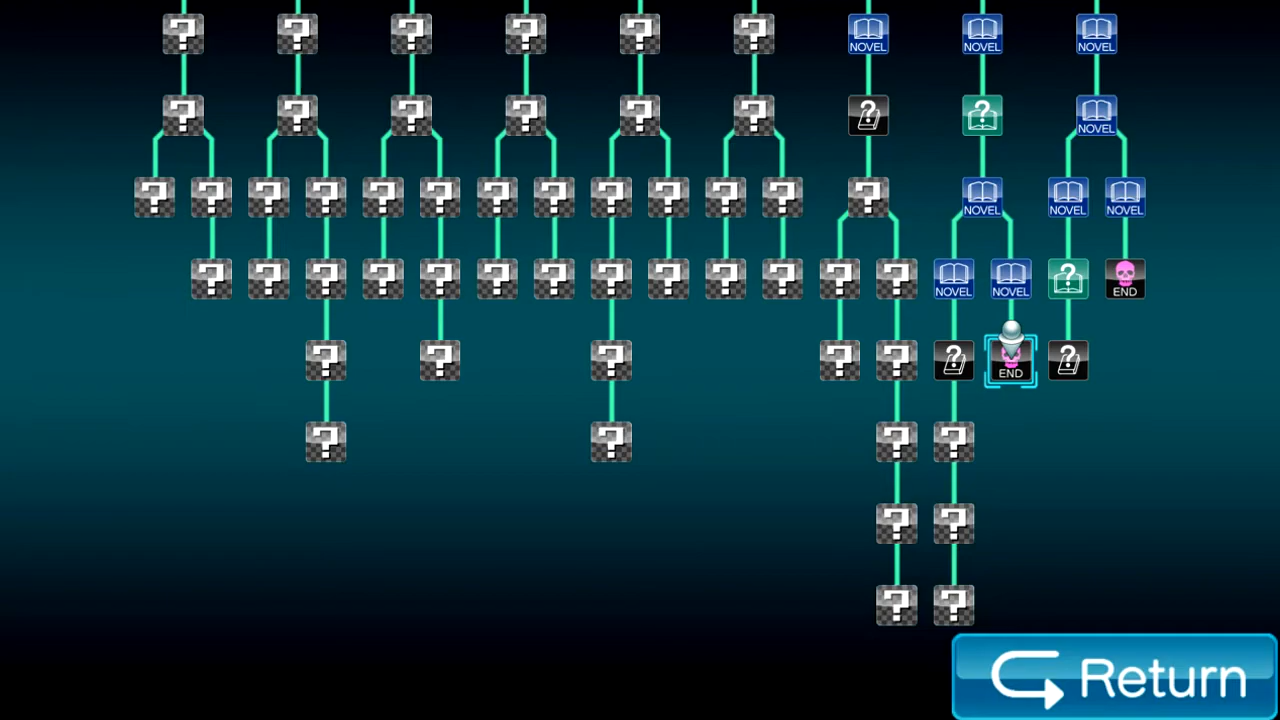 ? ? ? ? ? ? NOVEL NOVEL NOVEL
? ? ? ? ? ? ? ? NOVEL
? ? ? ? ? ? ? ? ? ? ? ? ? NOVEL NOVEL NOVEL
? ? ? ? ? ? ? ? ? ? ? ? ? NOVEL NOVEL ? END
? ? ? ? ? ? END ?
? ? ? ?
? ?
? ?
Return